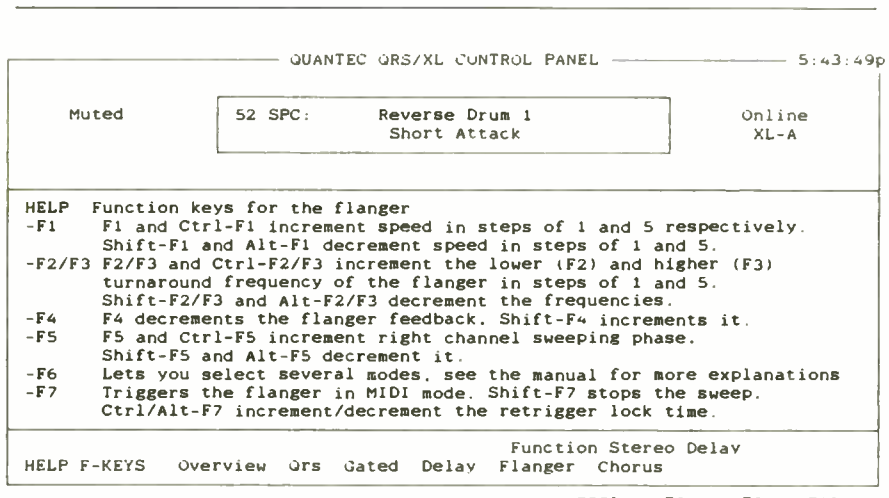 QUANTEC QRS/XL CONTROL PANEL 5:43:49p
Muted 52 SPC: Reverse Drum 1 Online
Short Attack XL-A
HELP Function keys for the flanger
-F1 F1 and Ctrl-F1 increment speed in steps of 1 and 5 respectively.
Shift-F1 and Alt-F1 decrement speed in steps of 1 and 5.
-F2/F3 F2/F3 and Ctrl-F2/F3 increment the lower (F2) and higher (F3)
turnaround frequency of the flanger in steps of 1 and 5.
Shift-F2/F3 and Alt-F2/F3 decrement the frequencies.
-F4 F4 decrements the flanger feedback. Shift-F4 increments it.
-F5 F5 and Ctrl-F5 increment right channel sweeping phase.
Shift-F5 and Alt-F5 decrement it.
-F6 Lets you select several modes, see the manual for more explanations
-F7 Triggers the flanger in MIDI mode. Shift-F7 stops the sweep.
Ctrl/Alt-F7 increment/decrement the retrigger lock time.
Function Stereo Delay
HELP F-KEYS Overview Qrs Gated Delay Flanger Chorus